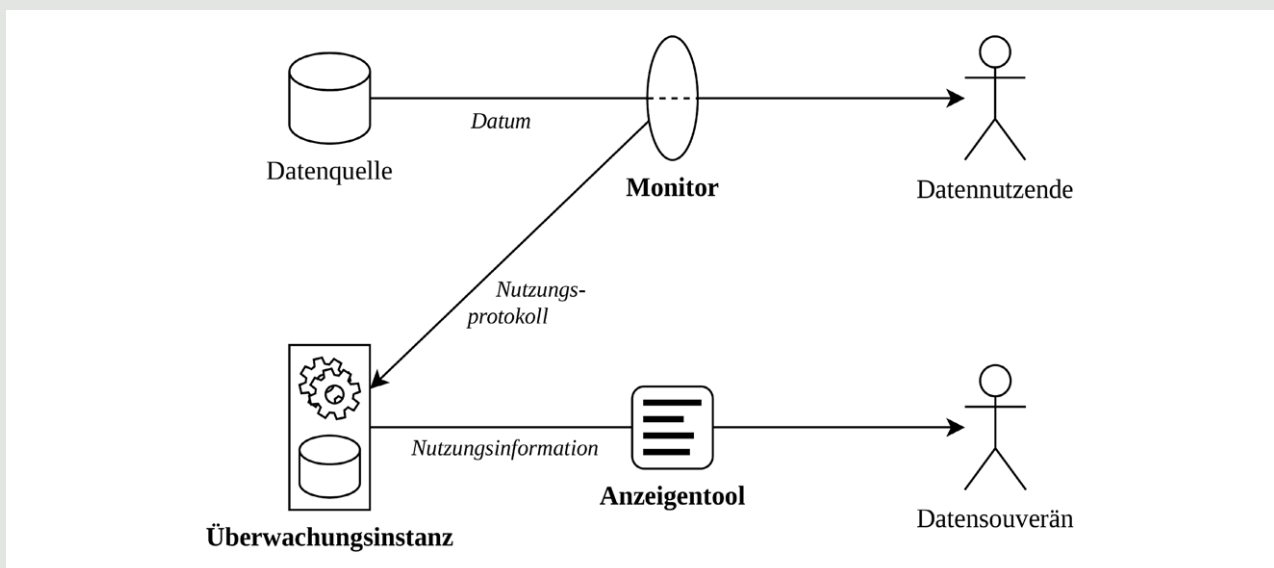 Datum
Datenquelle
Monitor
Datennutzende
Nutzungs-
protokoll
Nutzungsinformation
Anzeigentool
Überwachungsinstanz
Datensouverän